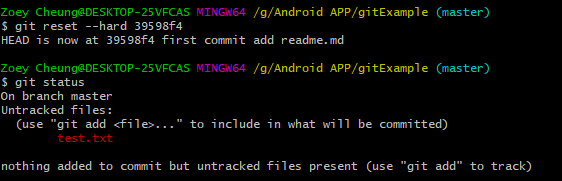 Zoey Cheung@DESKTOP-25VFCAS MINGW64 /g/Android APP/gitExample (master)
$ git reset --hard 39598f4
HEAD is now at 39598f4 first commit add readme.md
Zoey Cheung@DESKTOP-25VFCAS MINGW64 /g/Android APP/gitExample (master)
$ git status
On branch master
Untracked files:
  (use "git add <file>..." to include in what will be committed)
        test.txt
nothing added to commit but untracked files present (use "git add" to track)